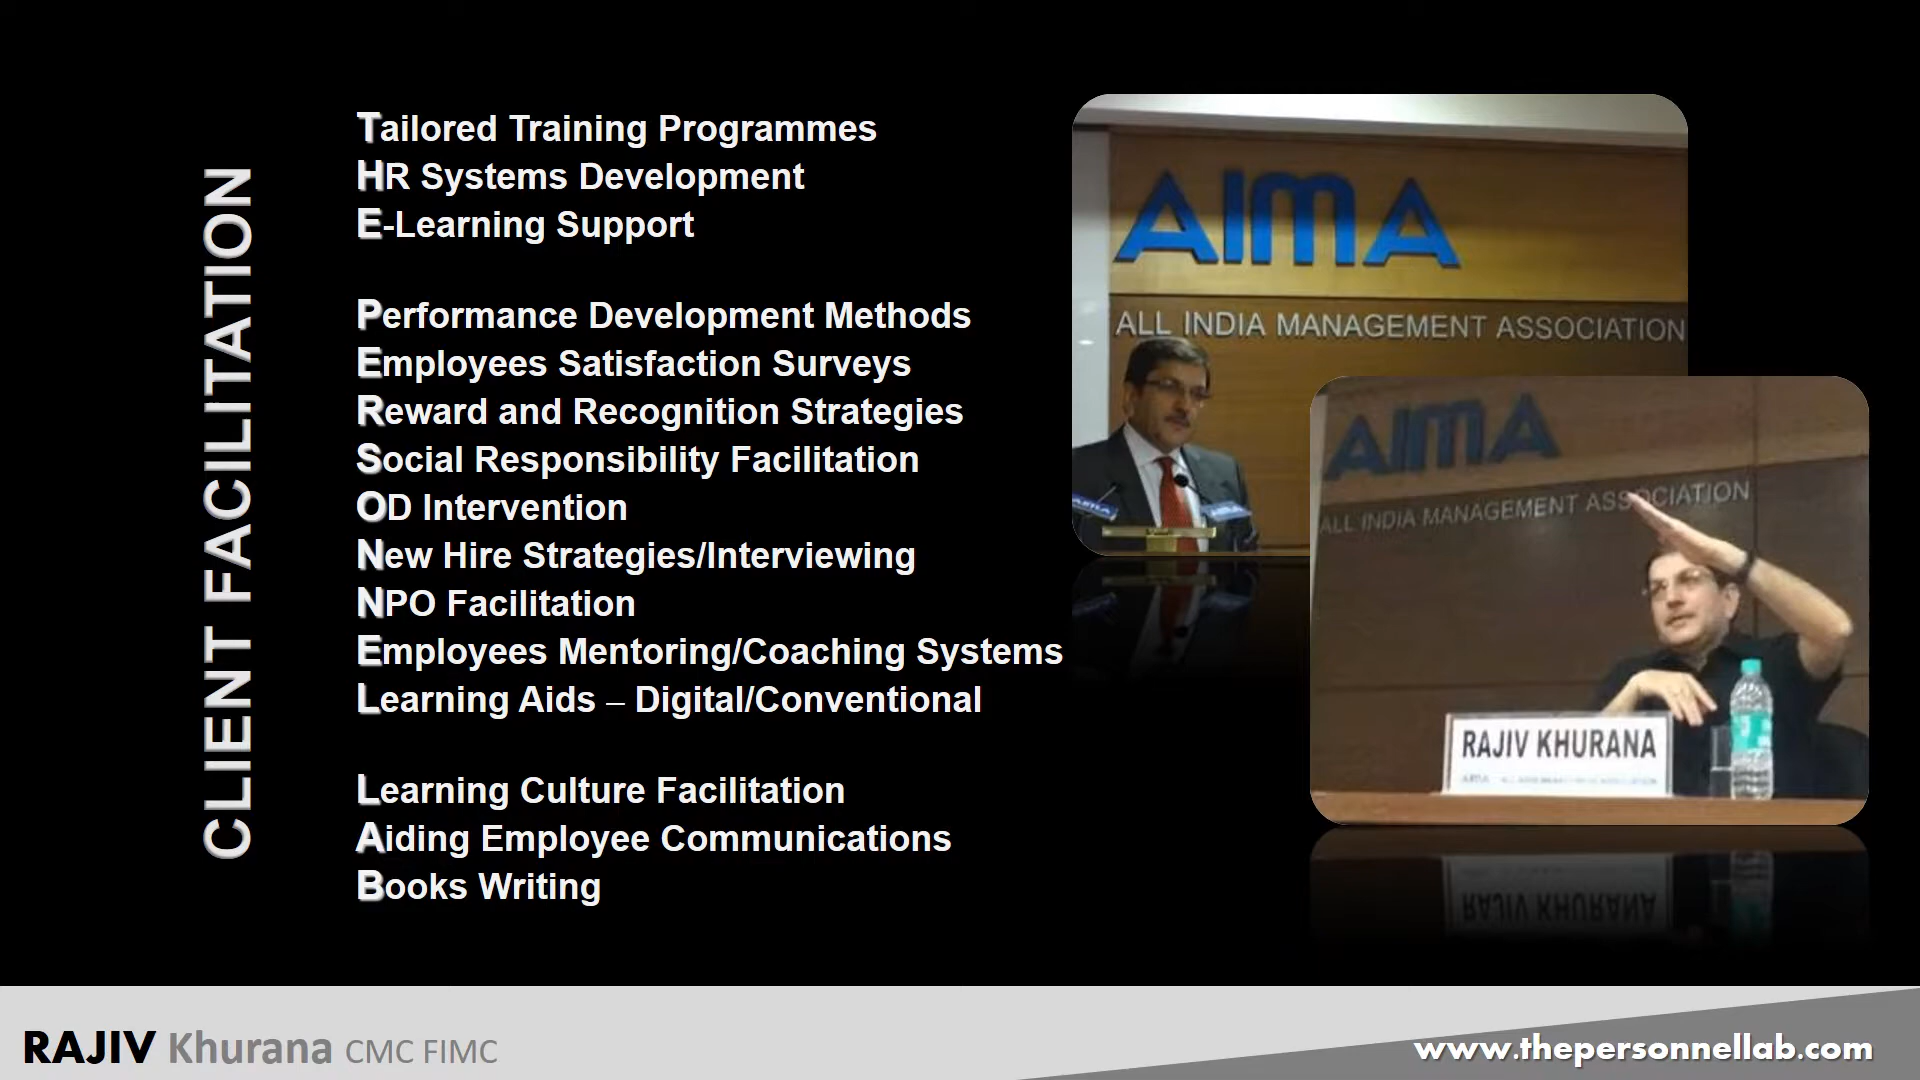 CLIENT FACILITATION
Tailored Training Programmes
HR Systems Development
E-Learning Support
Performance Development Methods
Employees Satisfaction Surveys
Reward and Recognition Strategies
Social Responsibility Facilitation
OD Intervention
New Hire Strategies/Interviewing
NPO Facilitation
Employees Mentoring/Coaching Systems
Learning Aids – Digital/Conventional
Learning Culture Facilitation
Aiding Employee Communications
Books Writing
AIMA
ALL INDIA MANAGEMENT ASSOCIATION
AIMA
AIMA
AIMA
ALL INDIA MANAGEMENT ASSOCIATION
RAJIV KHURANA
RAJIV Khurana CMC FIMC
www.thepersonnellab.com